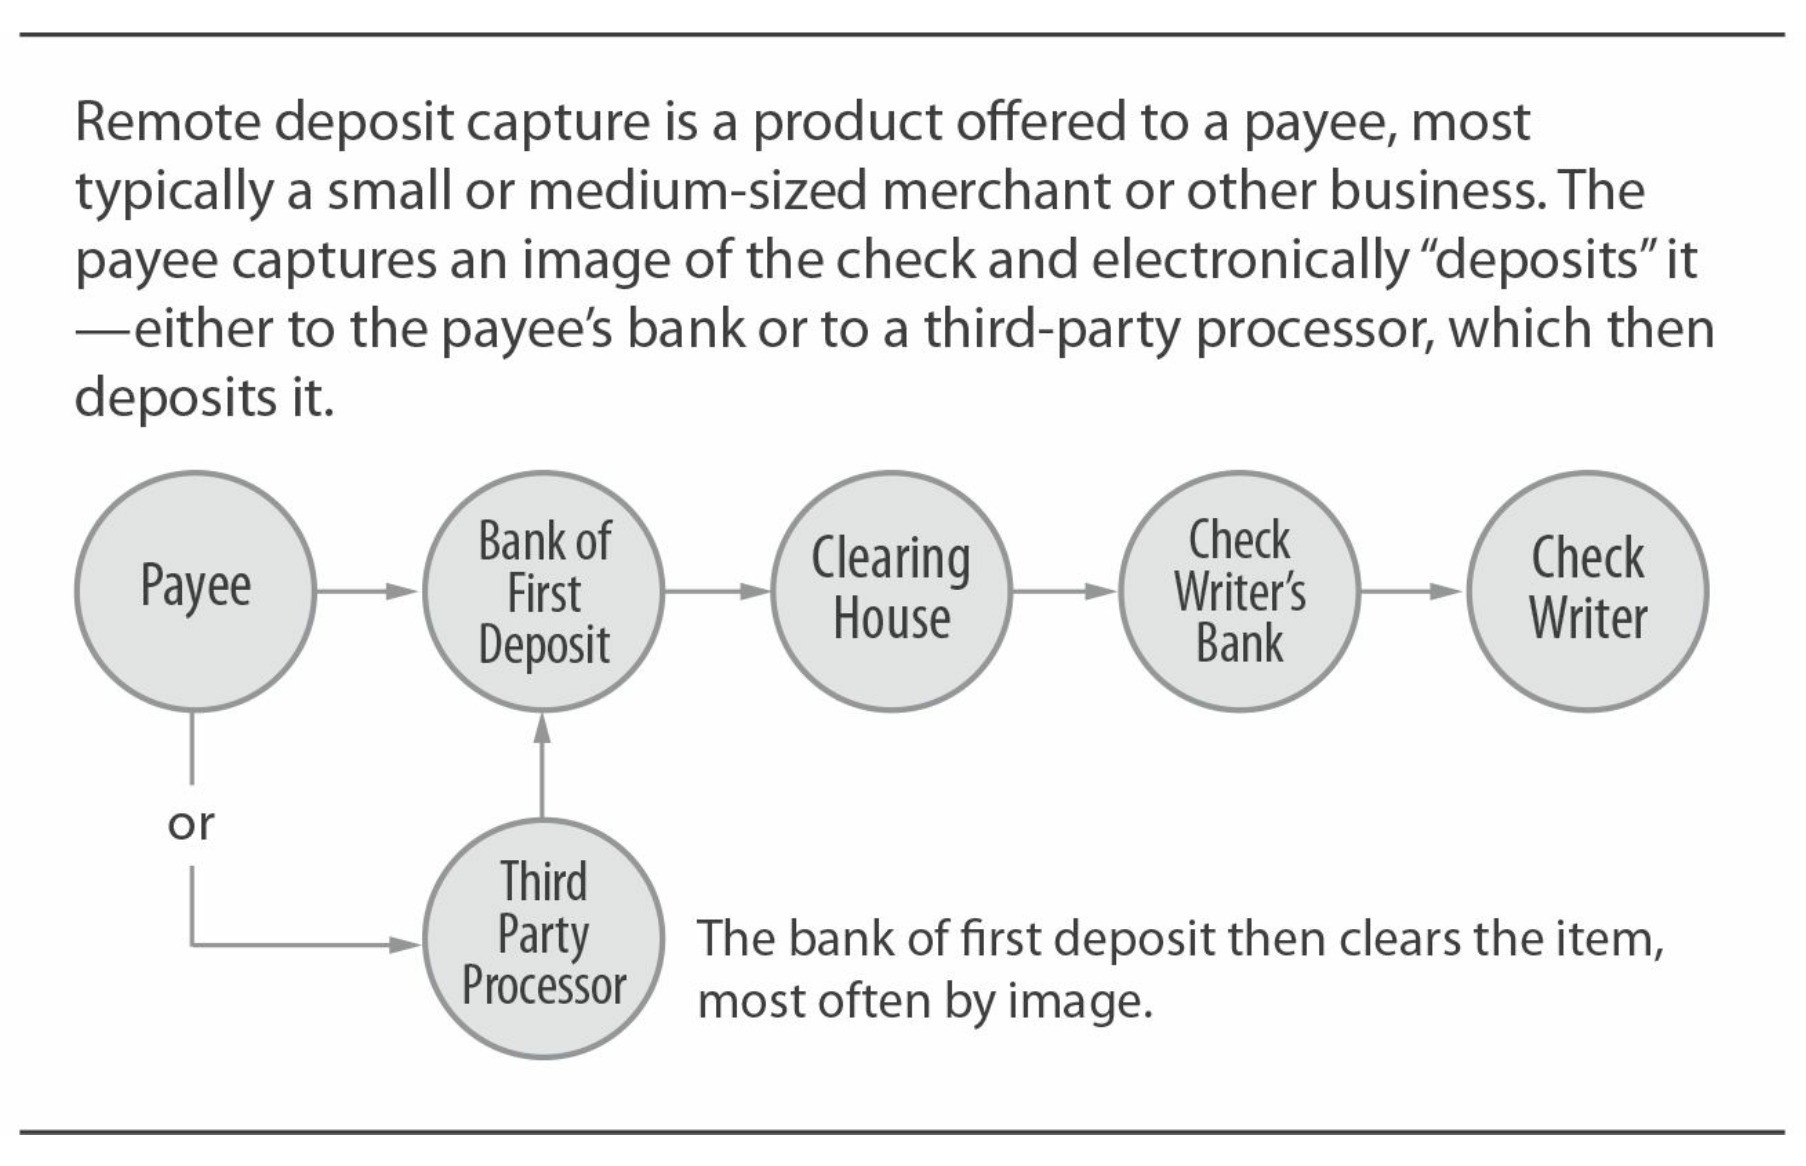 Remote deposit capture is a product offered to a payee, most
typically a small or medium-sized merchant or other business. The
payee captures an image of the check and electronically “deposits” it
—either to the payee’s bank or to a third-party processor, which then
deposits it.
Payee
Bank of
First
Deposit
Clearing
House
Check
Writer’s
Bank
Check
Writer
or
Third
Party
Processor
The bank of first deposit then clears the item,
most often by image.